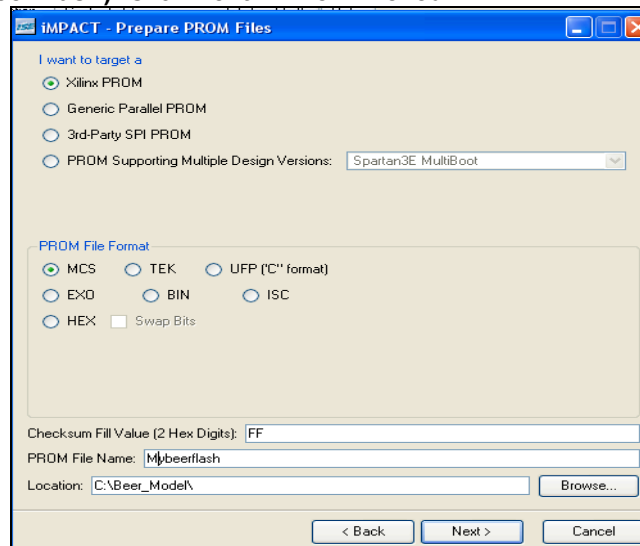 iMPACT - Prepare PROM Files
I want to target a
Xilinx PROM
Generic Parallel PROM
3rd-Party SPI PROM
PROM Supporting Multiple Design Versions: Spartan3E MultiBoot
PROM File Format
MCS TEK UFP ("C" format)
EXO BIN ISC
HEX Swap Bits
Checksum Fill Value (2 Hex Digits): FF
PROM File Name: Mybeerflash
Location: C:\Beer_Model\ Browse...
< Back Next > Cancel